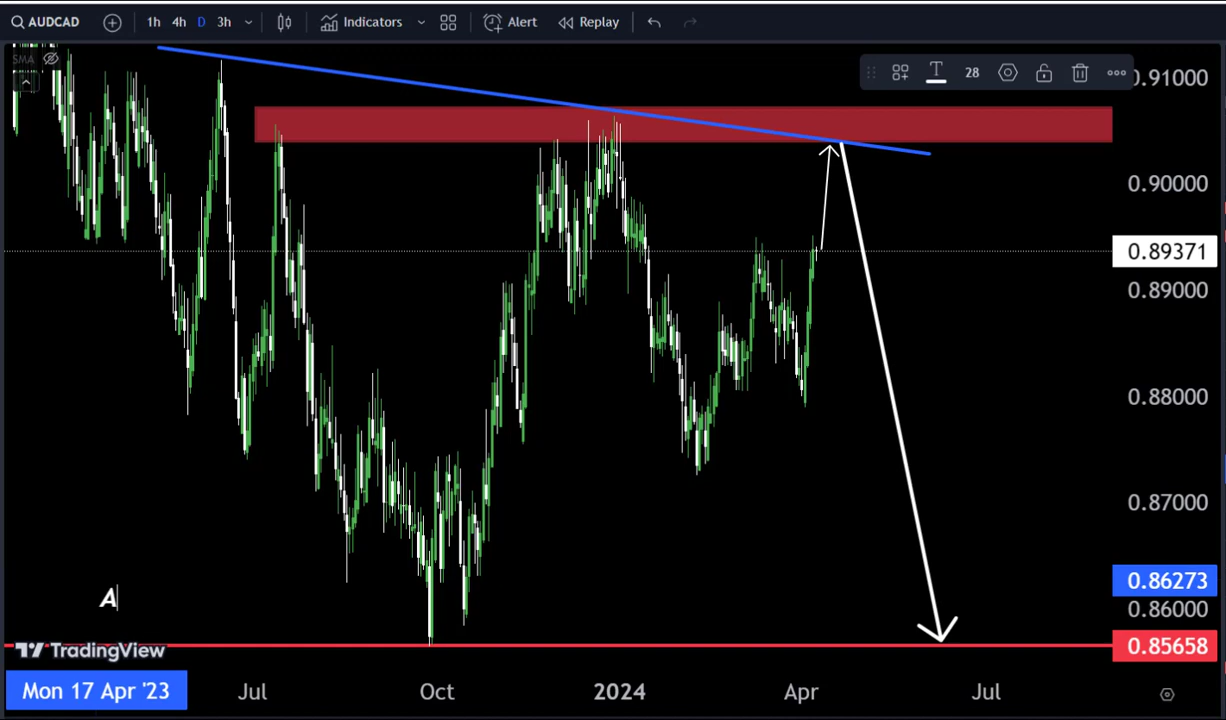 AUDCAD 1h 4h D 3h Indicators Alert Replay
SMA
28
0.91000
0.90000
0.89371
0.89000
0.88000
0.87000
0.86273
0.86000
0.85658
A
TradingView
Mon 17 Apr '23 Jul Oct 2024 Apr Jul